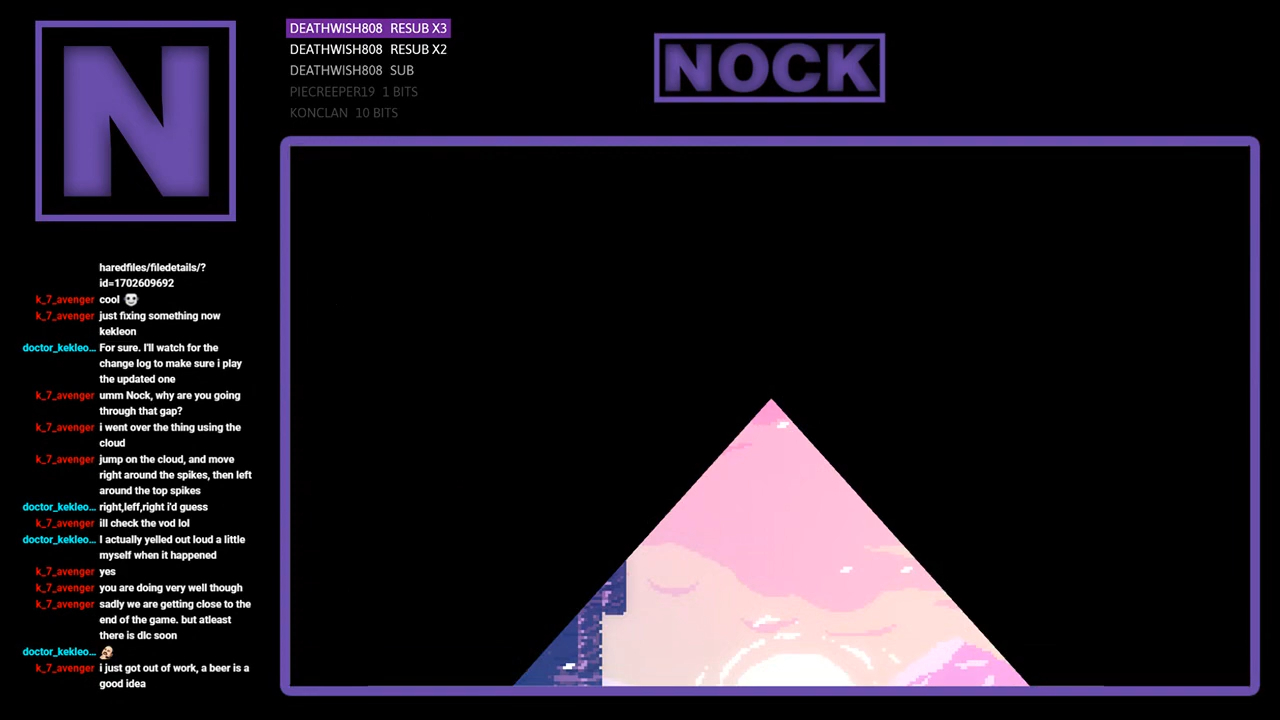 N
DEATHWISH808 RESUB X3
DEATHWISH808 RESUB X2
DEATHWISH808 SUB
PIECREEPER19 1 BITS
KONCLAN 10 BITS
NOCK
haredfiles/filedetails/?
id=1702609692
k_7_avenger cool
k_7_avenger just fixing something now
kekleon
doctor_kekleo... For sure. I'll watch for the
change log to make sure i play
the updated one
k_7_avenger umm Nock, why are you going
through that gap?
k_7_avenger i went over the thing using the
cloud
k_7_avenger jump on the cloud, and move
right around the spikes, then left
around the top spikes
doctor_kekleo... right,leff,right i'd guess
k_7_avenger ill check the vod lol
doctor_kekleo... I actually yelled out loud a little
myself when it happened
k_7_avenger yes
k_7_avenger you are doing very well though
k_7_avenger sadly we are getting close to the
end of the game. but atleast
there is dlc soon
doctor_kekleo...
k_7_avenger i just got out of work, a beer is a
good idea